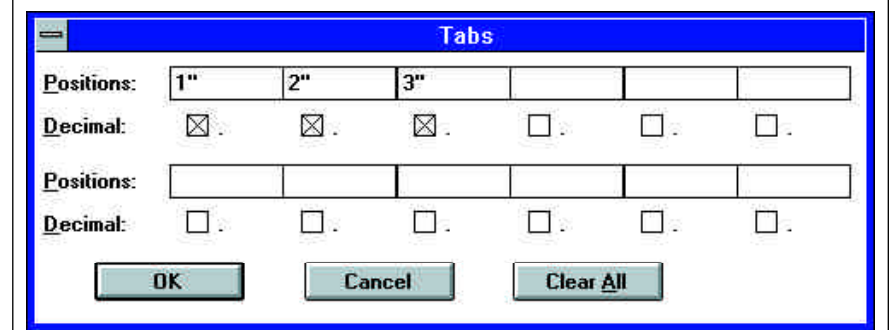 Tabs
Positions: 1" 2" 3"
Decimal: . . . . . .
Positions:
Decimal: . . . . . .
OK Cancel Clear All